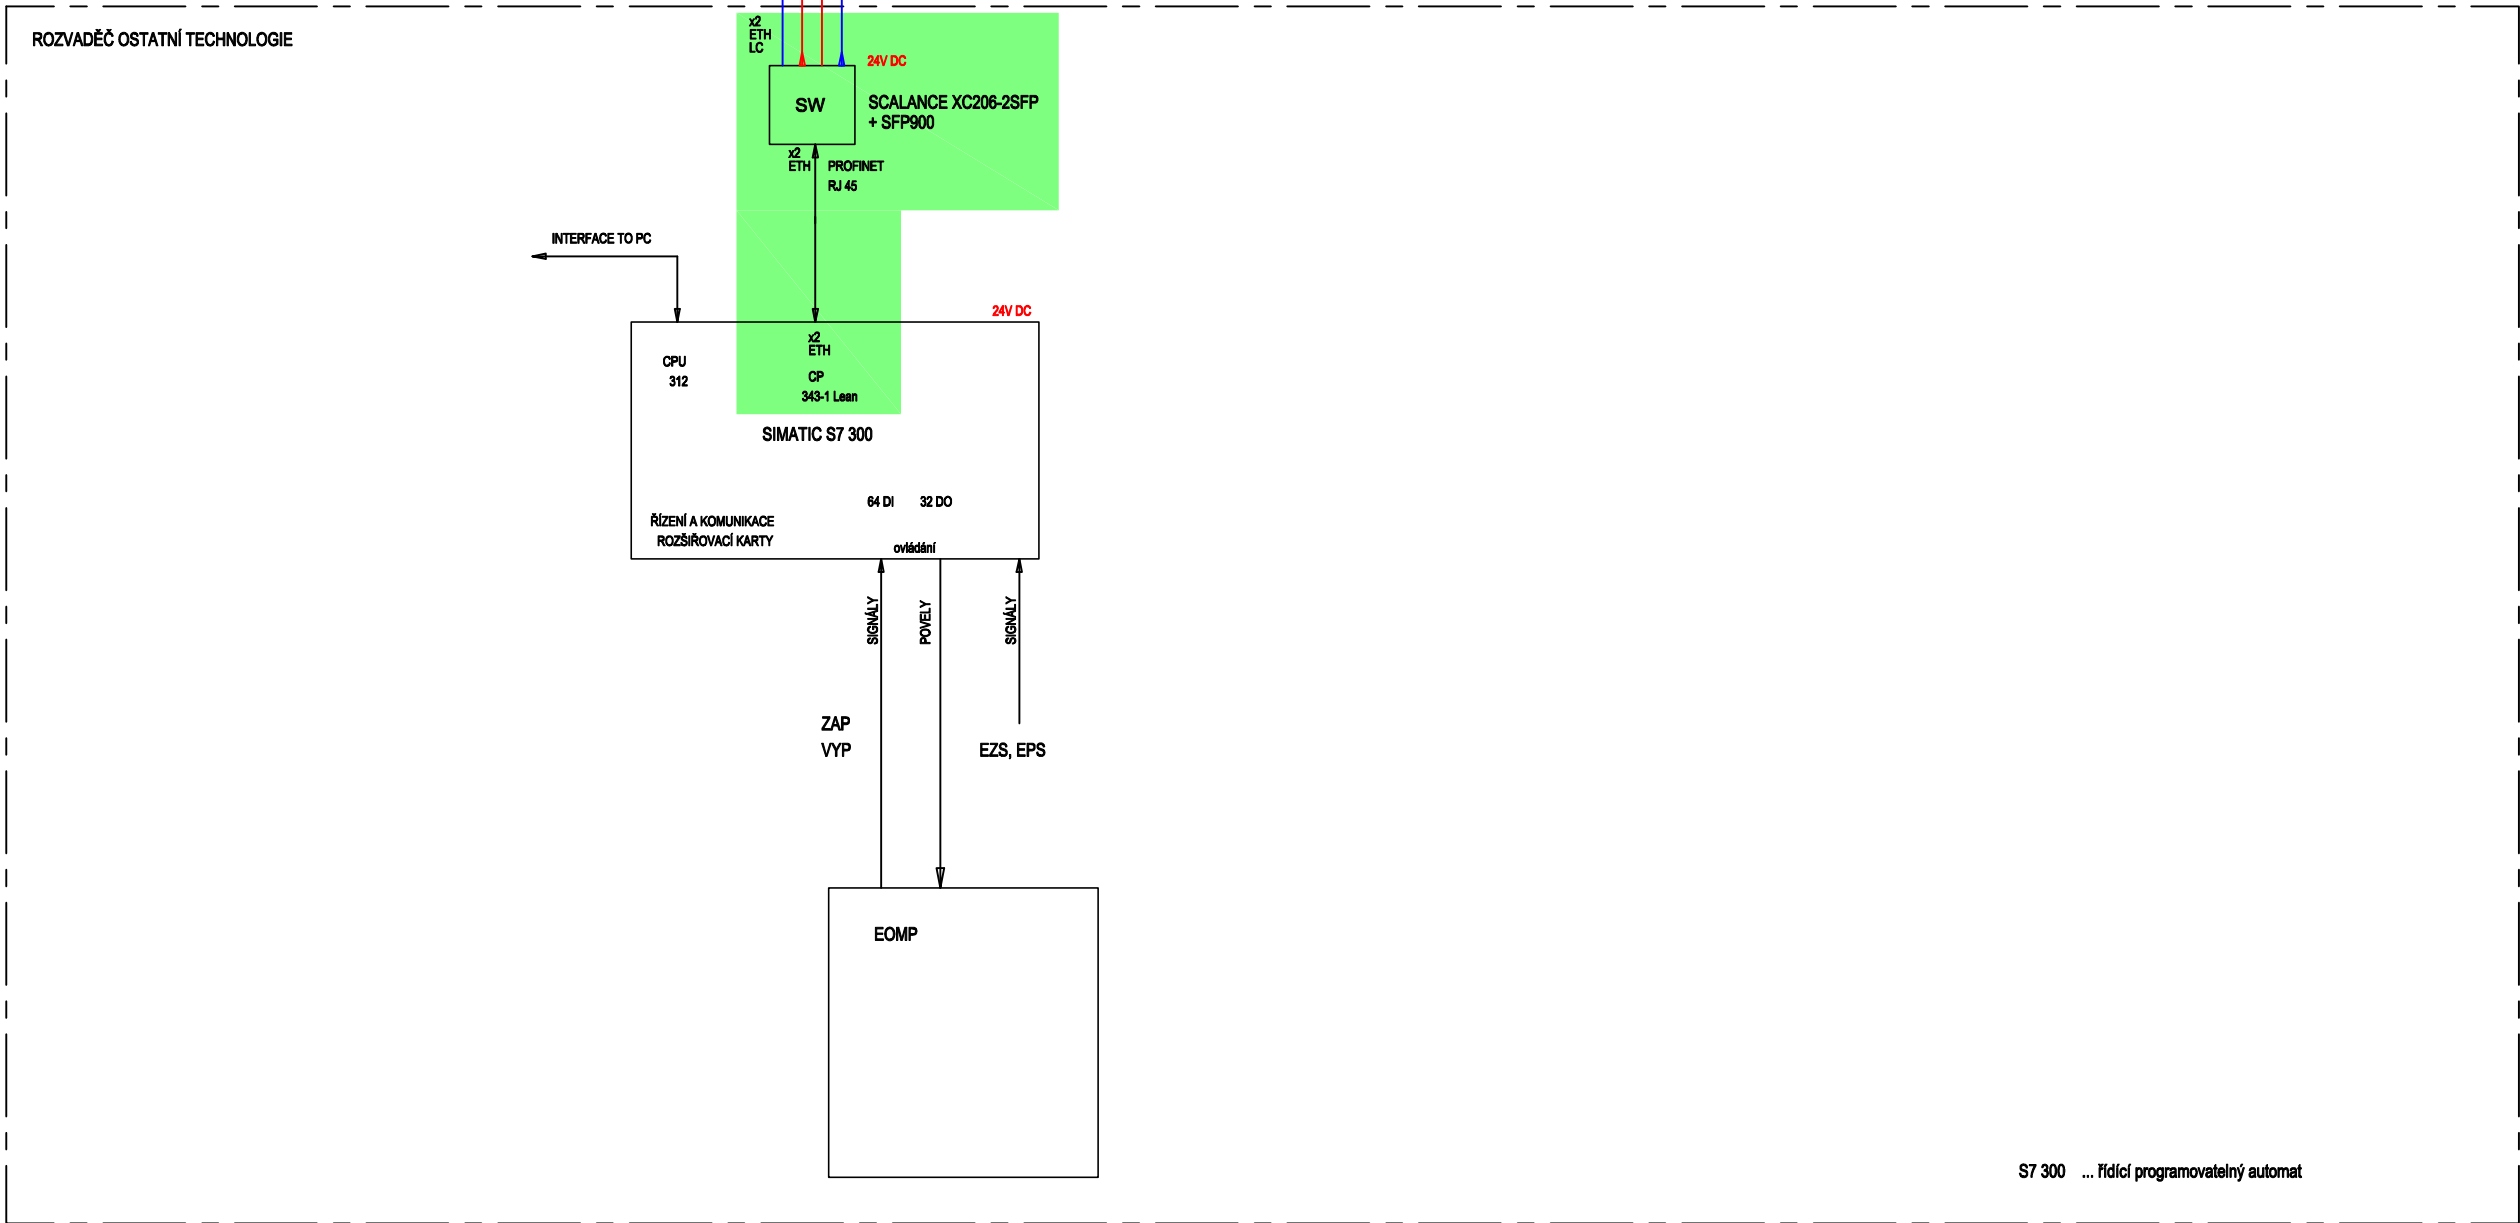 ROZVADĚČ OSTATNÍ TECHNOLOGIE
x2
ETH
LC
24V DC
SW
SCALANCE XC206-2SFP
+ SFP900
x2
ETH
PROFINET
RJ 45
INTERFACE TO PC
24V DC
x2
ETH
CPU
312
CP
343-1 Lean
SIMATIC S7 300
64 DI
32 DO
ŘÍZENÍ A KOMUNIKACE
ROZŠIŘOVACÍ KARTY
ovládání
SIGNÁLY
POVELY
SIGNÁLY
ZAP
VYP
EZS, EPS
EOMP
S7 300 ... řídící programovatelný automat